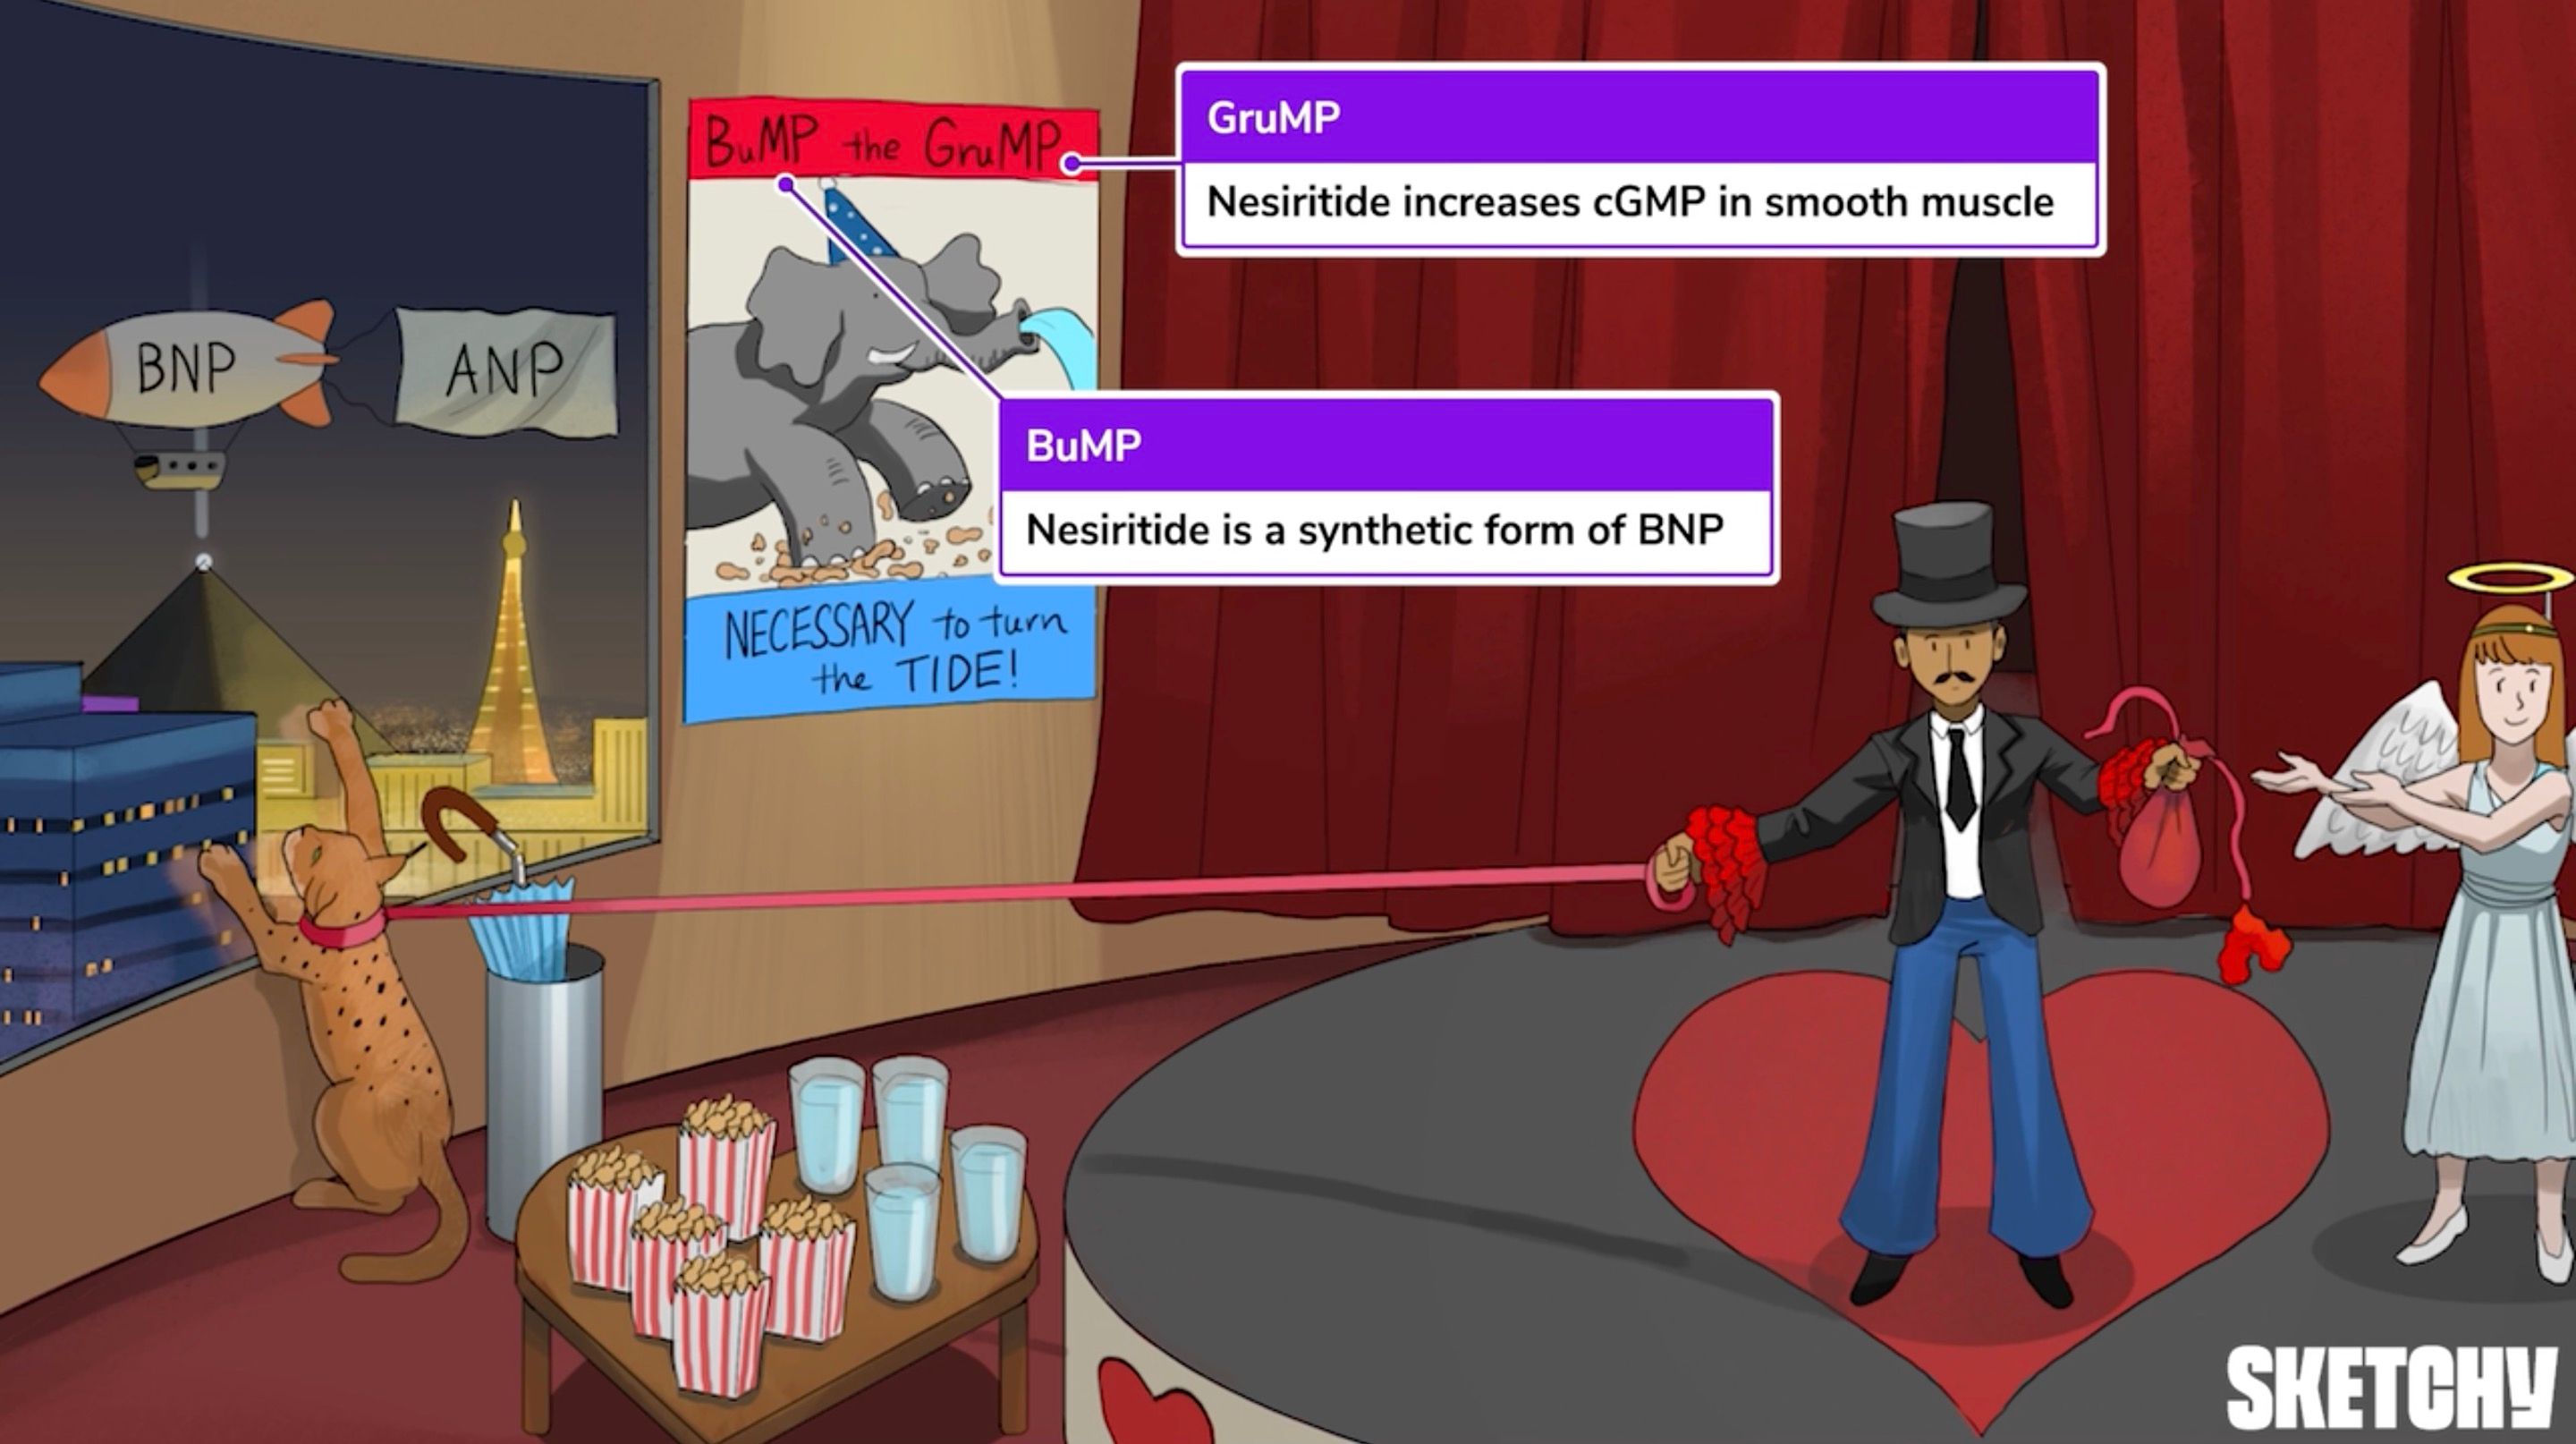 BuMP the GruMP
GruMP
Nesiritide increases cGMP in smooth muscle
BNP
ANP
BuMP
Nesiritide is a synthetic form of BNP
NECESSARY to turn
the TIDE!
SKETCHY